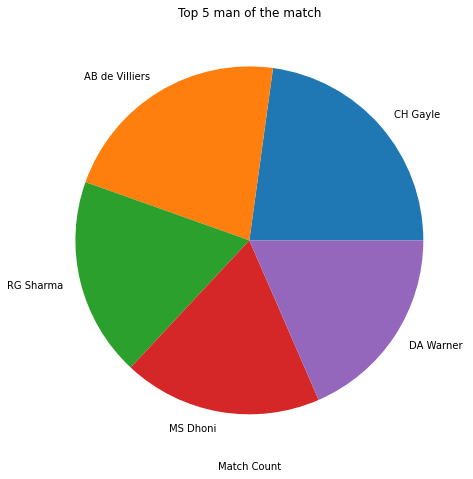 Top 5 man of the match
AB de Villiers
CH Gayle
RG Sharma
DA Warner
MS Dhoni
Match Count